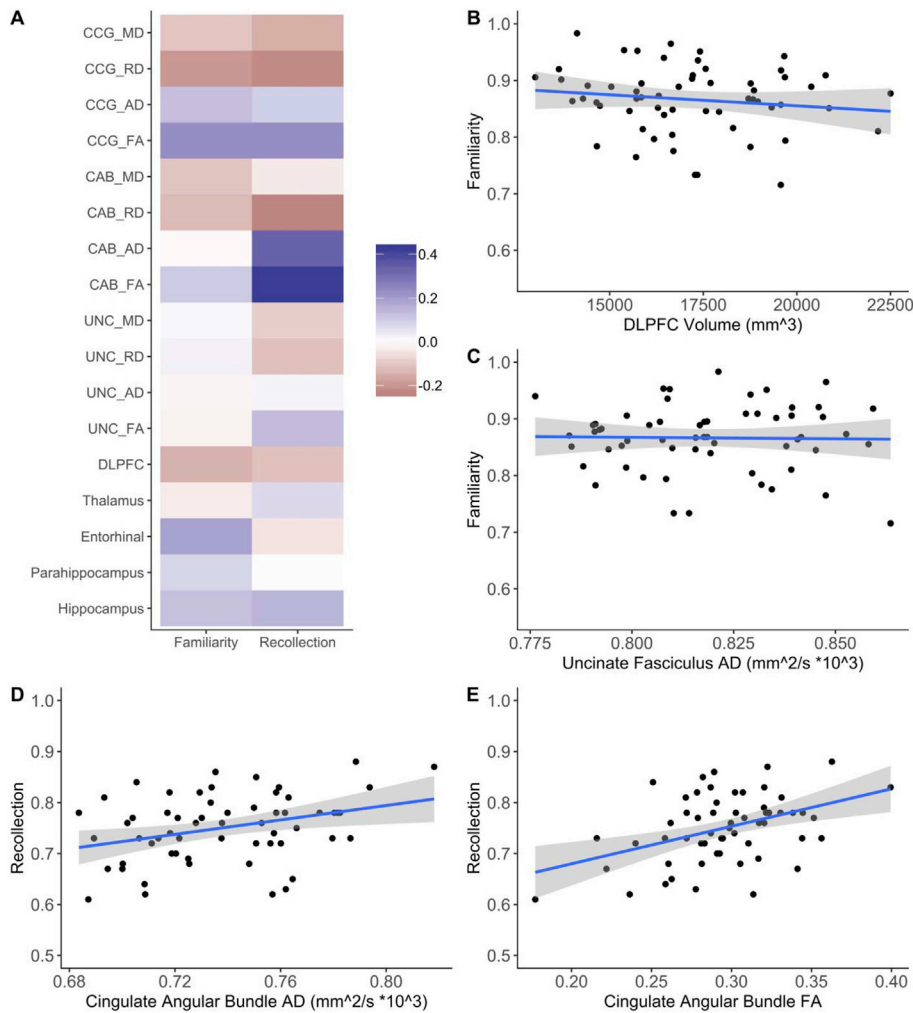 A
CCG_MD
CCG_RD
CCG_AD
CCG_FA
CAB_MD
CAB_RD
CAB_AD
CAB_FA
UNC_MD
UNC_RD
UNC_AD
UNC_FA
DLPFC
Thalamus
Entorhinal
Parahippocampus
Hippocampus
Familiarity Recollection
0.4
0.2
0.0
-0.2
B
Familiarity
1.0
0.9
0.8
0.7
0.6
15000 17500 20000 22500
DLPFC Volume (mm^3)
C
Familiarity
1.0
0.9
0.8
0.7
0.6
0.775 0.800 0.825 0.850
Uncinate Fasciculus AD (mm^2/s *10^3)
D
Recollection
1.0
0.9
0.8
0.7
0.6
0.5
0.68 0.72 0.76 0.80
Cingulate Angular Bundle AD (mm^2/s *10^3)
E
Recollection
1.0
0.9
0.8
0.7
0.6
0.5
0.20 0.25 0.30 0.35 0.40
Cingulate Angular Bundle FA